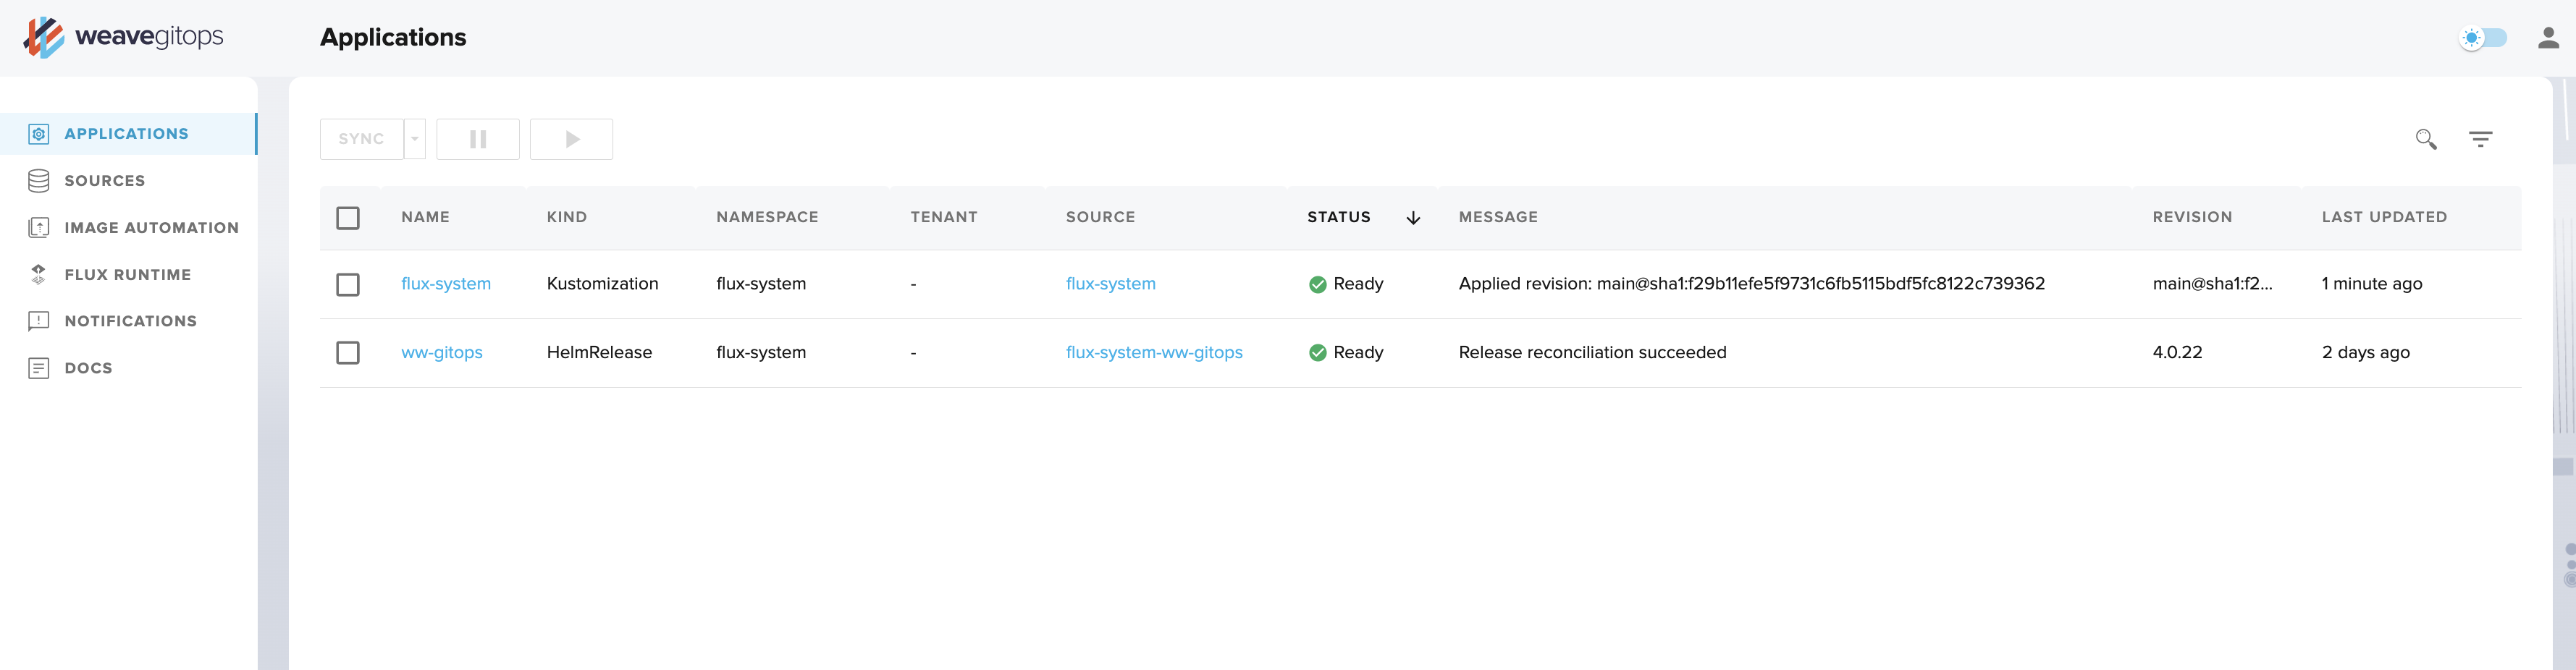 weavegitops
Applications
APPLICATIONS
SOURCES
IMAGE AUTOMATION
FLUX RUNTIME
NOTIFICATIONS
DOCS
SYNC
NAME KIND NAMESPACE TENANT SOURCE STATUS MESSAGE REVISION LAST UPDATED
flux-system Kustomization flux-system - flux-system Ready Applied revision: main@sha1:f29b11efe5f9731c6fb5115bdf5fc8122c739362 main@sha1:f2... 1 minute ago
ww-gitops HelmRelease flux-system - flux-system-ww-gitops Ready Release reconciliation succeeded 4.0.22 2 days ago